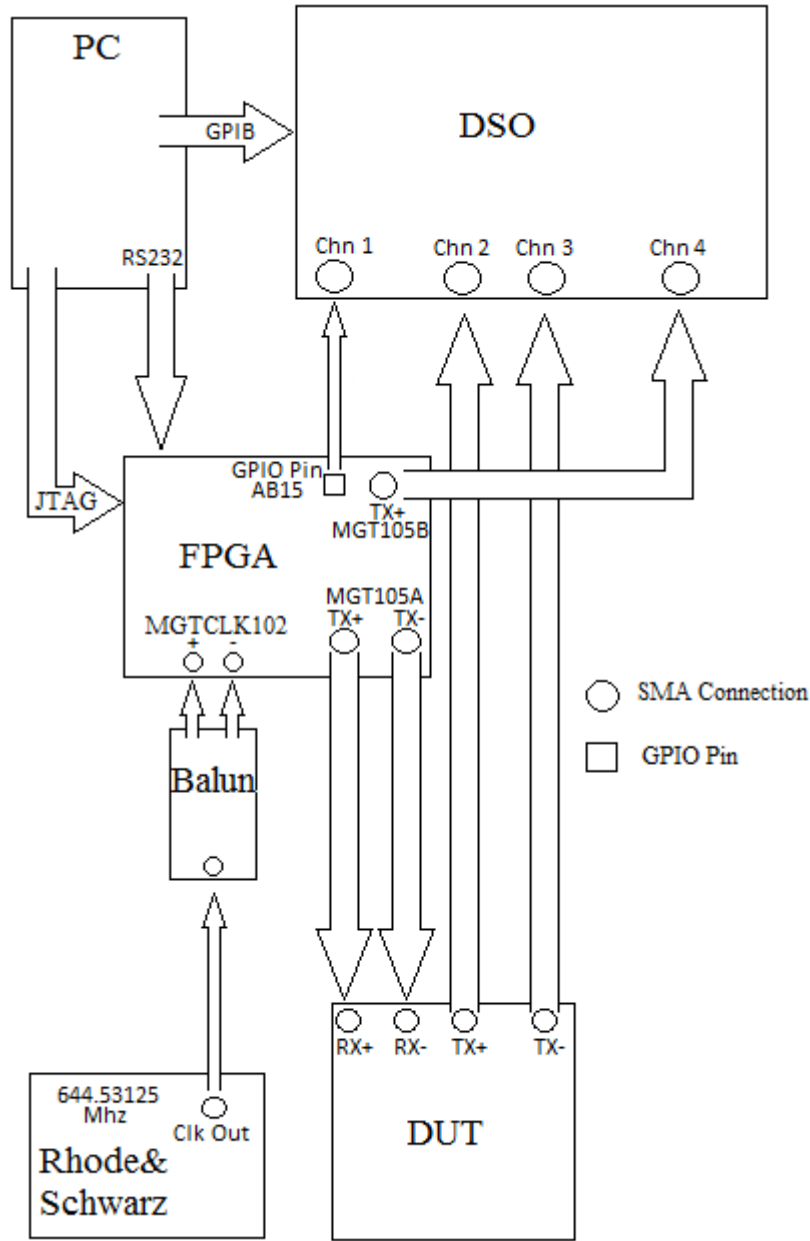 PC
DSO
GPIB
Chn 1
Chn 2
Chn 3
Chn 4
RS232
JTAG
GPIO Pin
AB15
TX+
MGT105B
FPGA
MGT105A
TX+
TX-
MGTCLK102
+
-
SMA Connection
GPIO Pin
Balun
RX+
RX-
TX+
TX-
DUT
644.53125
Mhz
Clk Out
Rhode&
Schwarz